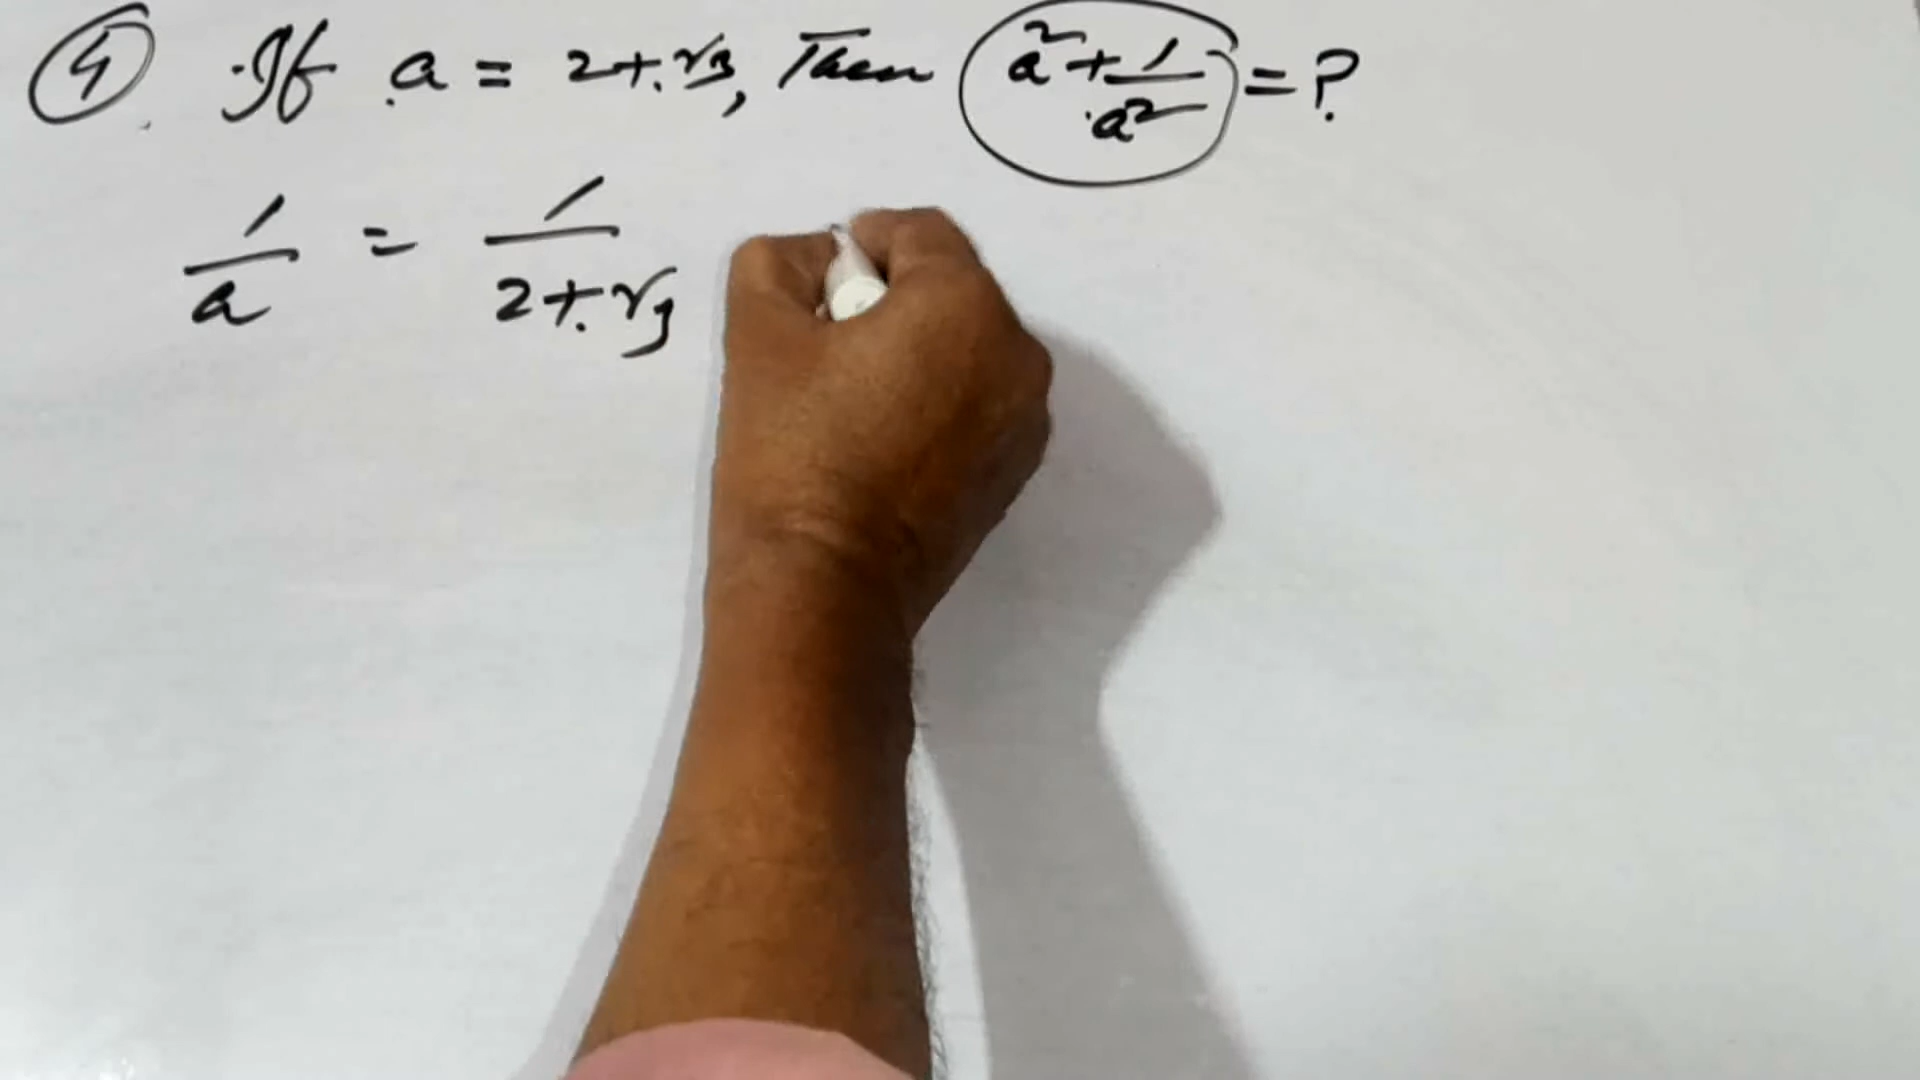 ④ If a = 2+√3, Then a²+1/a² = ?
1/a = 1/2+√3